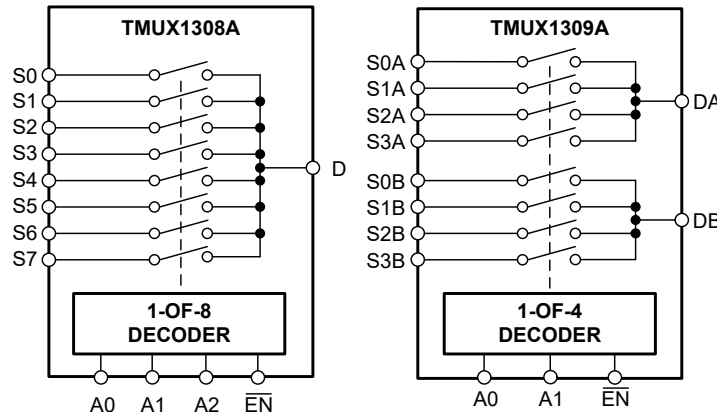 TMUX1308A
S0
S1
S2
S3
S4
S5
S6
S7
D
1-OF-8
DECODER
A0 A1 A2 EN
TMUX1309A
S0A
S1A
S2A
S3A
DA
S0B
S1B
S2B
S3B
DB
1-OF-4
DECODER
A0 A1 EN